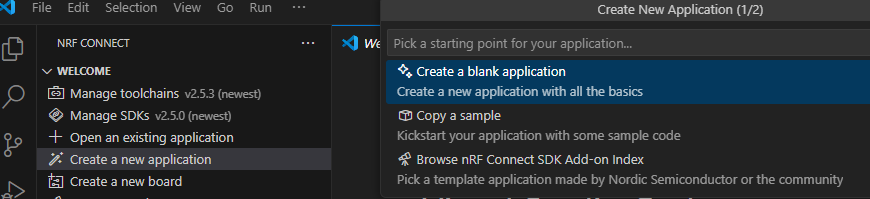 File Edit Selection View Go Run ···
Create New Application (1/2)
NRF CONNECT ···
We
Pick a starting point for your application...
WELCOME
Create a blank application
Create a new application with all the basics
Manage toolchains v2.5.3 (newest)
Manage SDKs v2.5.0 (newest)
Copy a sample
Kickstart your application with some sample code
Open an existing application
Create a new application
Browse nRF Connect SDK Add-on Index
Pick a template application made by Nordic Semiconductor or the community
Create a new board